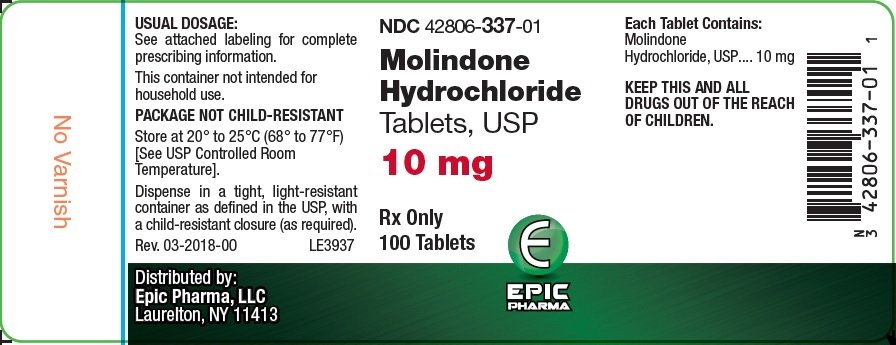 No Varnish
USUAL DOSAGE:
See attached labeling for complete
prescribing information.
This container not intended for
household use.
PACKAGE NOT CHILD-RESISTANT
Store at 20° to 25°C (68° to 77°F)
[See USP Controlled Room
Temperature].
Dispense in a tight, light-resistant
container as defined in the USP, with
a child-resistant closure (as required).
Rev. 03-2018-00 LE3937
Distributed by:
Epic Pharma, LLC
Laurelton, NY 11413
NDC 42806-337-01
Molindone
Hydrochloride
Tablets, USP
10 mg
Rx Only
100 Tablets
E
EPIC
PHARMA
Each Tablet Contains:
Molindone
Hydrochloride, USP.... 10 mg
KEEP THIS AND ALL
DRUGS OUT OF THE REACH
OF CHILDREN.
N
3 42806-337-01 1